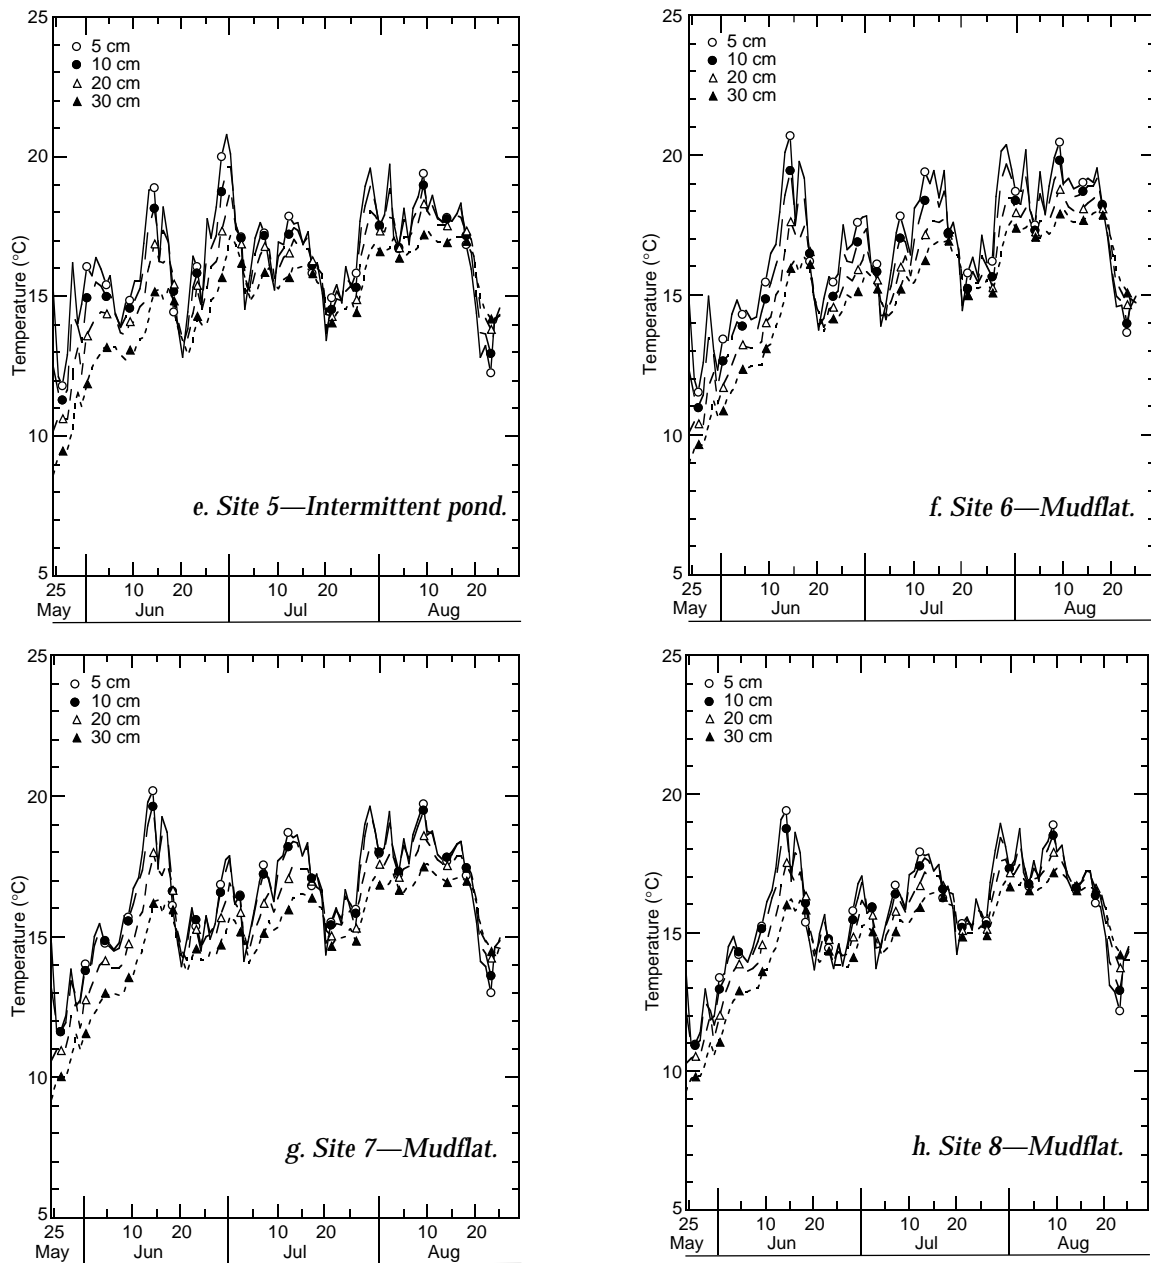 25
20
15
10
5
Temperature (°C)
5 cm
10 cm
20 cm
30 cm
e. Site 5—Intermittent pond.
25 10 20 10 20 10 20
May Jun Jul Aug
25
20
15
10
5
Temperature (°C)
5 cm
10 cm
20 cm
30 cm
f. Site 6—Mudflat.
25 10 20 10 20 10 20
May Jun Jul Aug
25
20
15
10
5
Temperature (°C)
5 cm
10 cm
20 cm
30 cm
g. Site 7—Mudflat.
25 10 20 10 20 10 20
May Jun Jul Aug
25
20
15
10
5
Temperature (°C)
5 cm
10 cm
20 cm
30 cm
h. Site 8—Mudflat.
25 10 20 10 20 10 20
May Jun Jul Aug